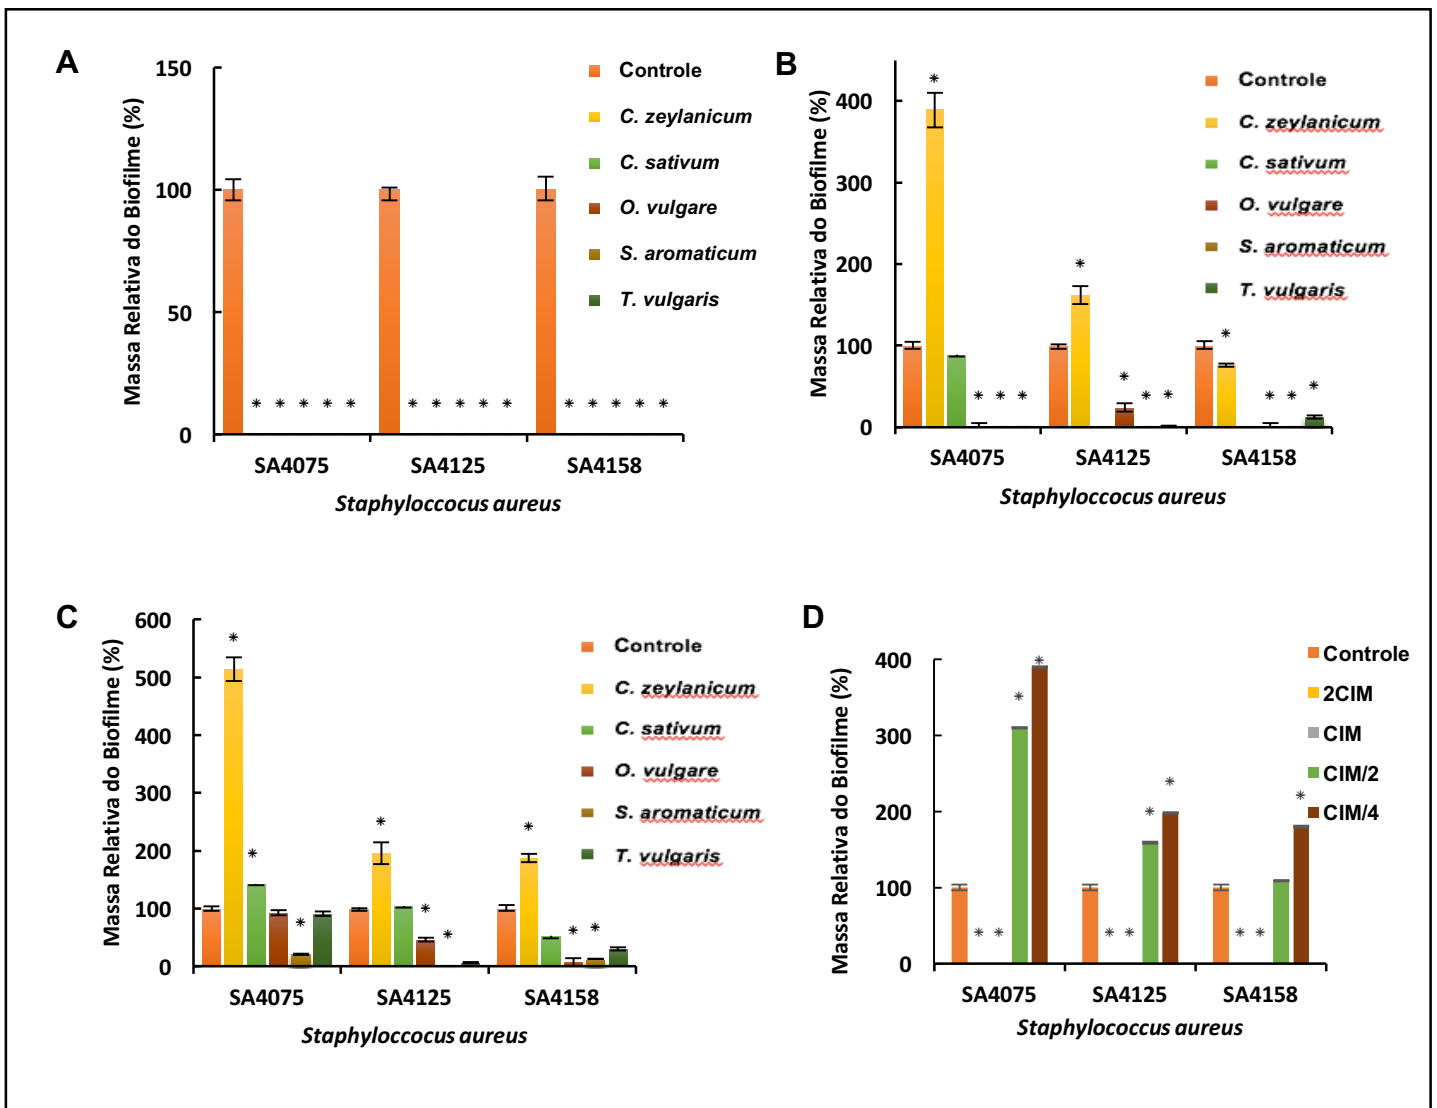 A
Massa Relativa do Biofilme (%)
150
100
50
0
* * * * *
* * * * *
* * * * *
SA4075 SA4125 SA4158
Staphyloccocus aureus
Controle
C. zeylanicum
C. sativum
O. vulgare
S. aromaticum
T. vulgaris
B
Massa Relativa do Biofilme (%)
400
300
200
100
0
* * * *
* * * *
* * * *
SA4075 SA4125 SA4158
Staphyloccocus aureus
Controle
C. zeylanicum
C. sativum
O. vulgare
S. aromaticum
T. vulgaris
C
Massa Relativa do Biofilme (%)
600
500
400
300
200
100
0
* * *
* * *
* * *
SA4075 SA4125 SA4158
Staphyloccocus aureus
Controle
C. zeylanicum
C. sativum
O. vulgare
S. aromaticum
T. vulgaris
D
Massa Relativa do Biofilme (%)
400
300
200
100
0
* * * *
* * * *
* * *
SA4075 SA4125 SA4158
Staphylococcus aureus
Controle
2CIM
CIM
CIM/2
CIM/4